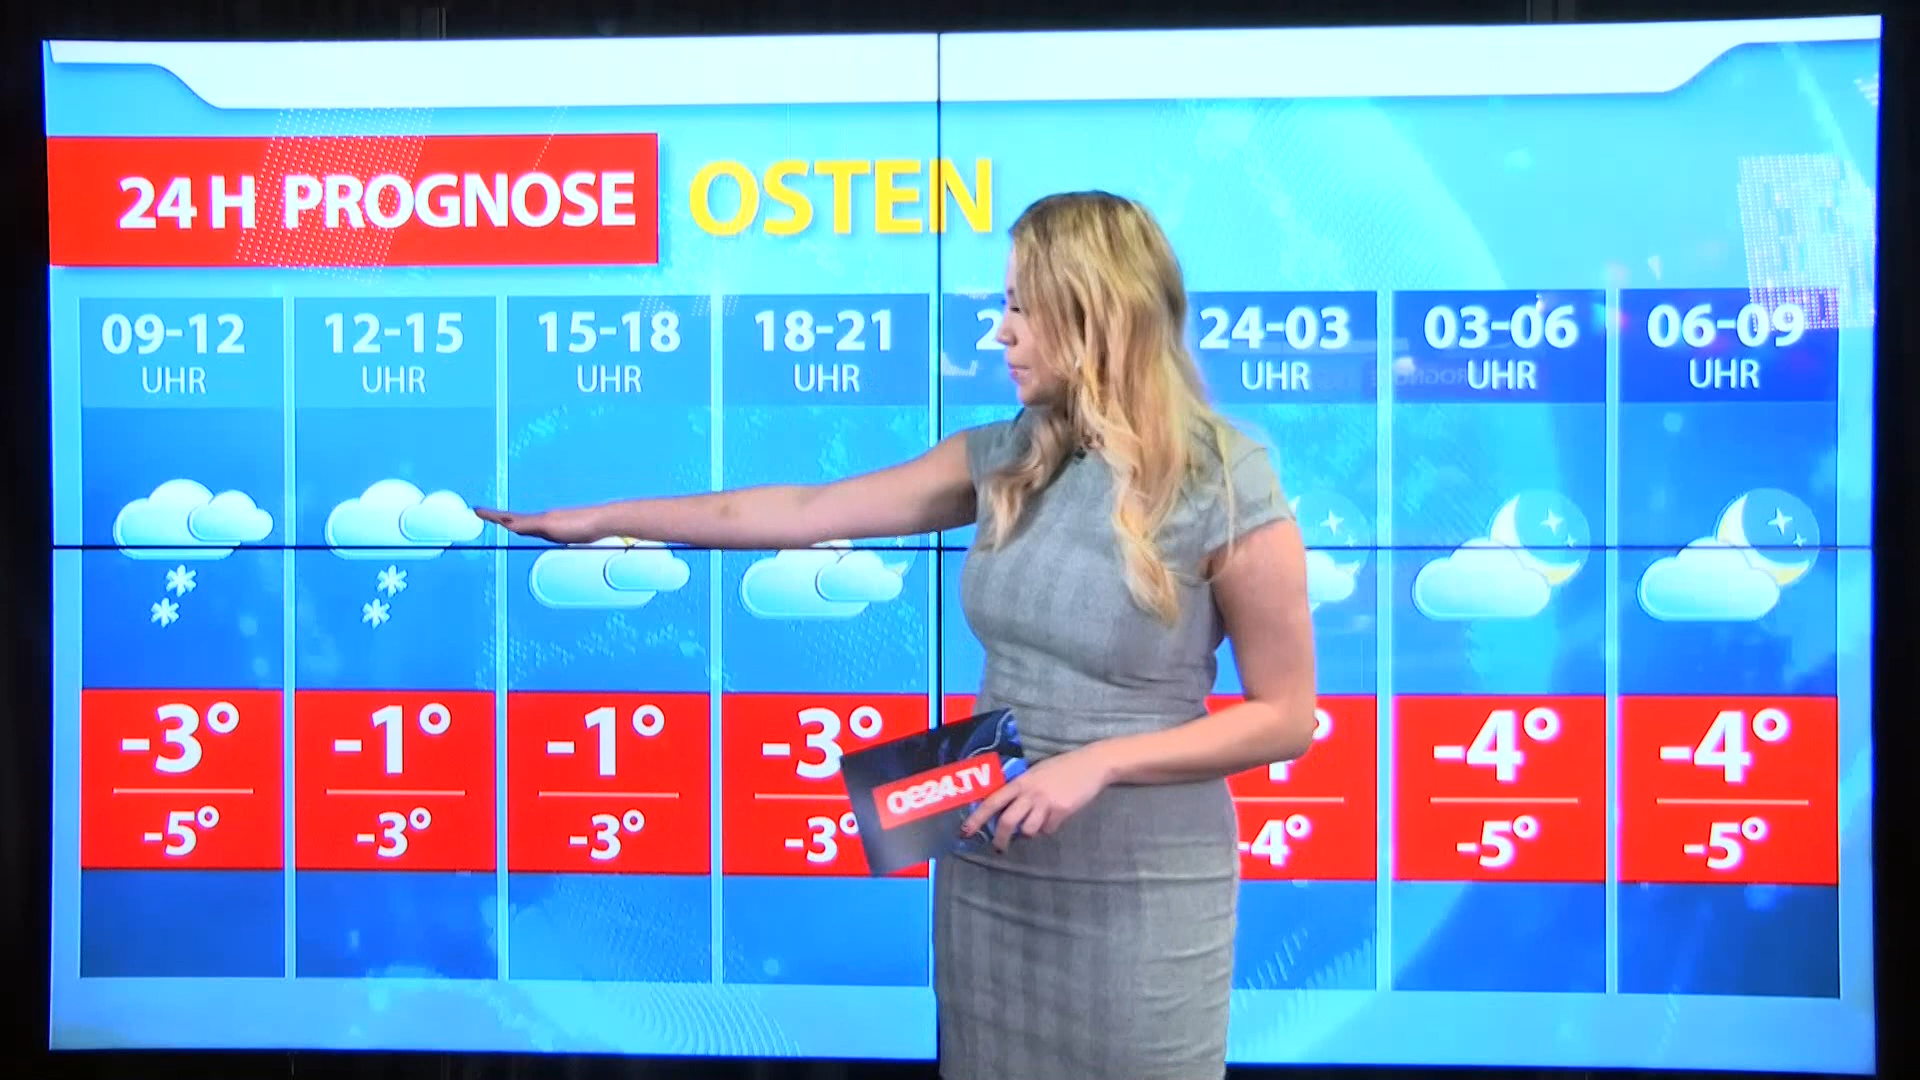 24 H PROGNOSE OSTEN
09-12 12-15 15-18 18-21 24-03 03-06 06-09
UHR UHR UHR UHR UHR UHR UHR
-3° -1° -1° -3° -4° -4°
-5° -3° -3° -3° -4° -5° -5°
OE24.TV